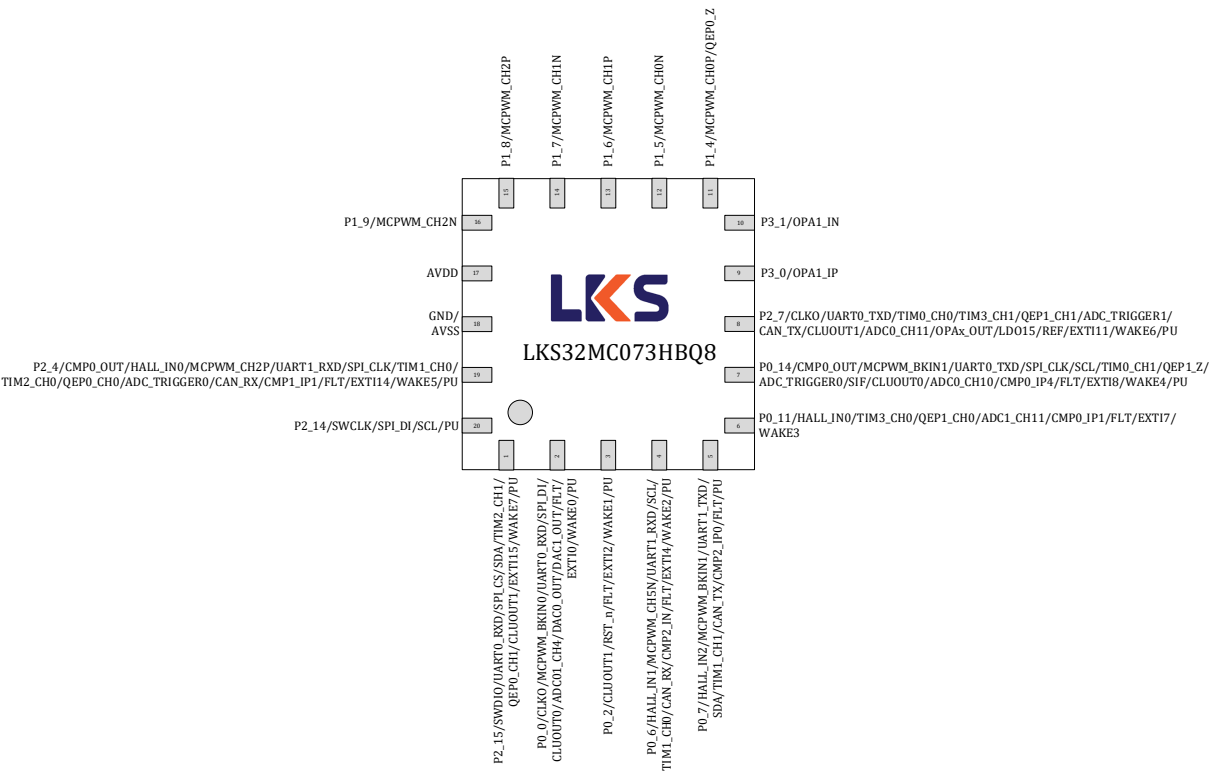 P1_8/MCPWM_CH2P
P1_7/MCPWM_CH1N
P1_6/MCPWM_CH1P
P1_5/MCPWM_CH0N
P1_4/MCPWM_CH0P/QEP0_Z
15
14
13
12
11
P1_9/MCPWM_CH2N
16
10
P3_1/OPA1_IN
AVDD
17
9
P3_0/OPA1_IP
GND/
AVSS
18
LKS
8
P2_7/CLKO/UART0_TXD/TIM0_CH0/TIM3_CH1/QEP1_CH1/ADC_TRIGGER1/
CAN_TX/CLUOUT1/ADC0_CH11/OPAx_OUT/LDO15/REF/EXTI11/WAKE6/PU
LKS32MC073HBQ8
P2_4/CMP0_OUT/HALL_IN0/MCPWM_CH2P/UART1_RXD/SPI_CLK/TIM1_CH0/
TIM2_CH0/QEP0_CH0/ADC_TRIGGER0/CAN_RX/CMP1_IP1/FLT/EXTI14/WAKE5/PU
19
7
P0_14/CMP0_OUT/MCPWM_BKIN1/UART0_TXD/SPI_CLK/SCL/TIM0_CH1/QEP1_Z/
ADC_TRIGGER0/SIF/CLUOUT0/ADC0_CH10/CMP0_IP4/FLT/EXTI8/WAKE4/PU
P2_14/SWCLK/SPI_DI/SCL/PU
20
6
P0_11/HALL_IN0/TIM3_CH0/QEP1_CH0/ADC1_CH11/CMP0_IP1/FLT/EXTI7/
WAKE3
1
2
3
4
5
P2_15/SWDIO/UART0_RXD/SPI_CS/SDA/TIM2_CH1/
QEP0_CH1/CLUOUT1/EXTI15/WAKE7/PU
P0_0/CLKO/MCPWM_BKIN0/UART0_RXD/SPI_DI/
CLUOUT0/ADC01_CH4/DAC0_OUT/DAC1_OUT/FLT/
EXTI0/WAKE0/PU
P0_2/CLUOUT1/RST_n/FLT/EXTI2/WAKE1/PU
P0_6/HALL_IN1/MCPWM_CH5N/UART1_RXD/SCL/
TIM1_CH0/CAN_RX/CMP2_IN/FLT/EXTI4/WAKE2/PU
P0_7/HALL_IN2/MCPWM_BKIN1/UART1_TXD/
SDA/TIM1_CH1/CAN_TX/CMP2_IP0/FLT/PU